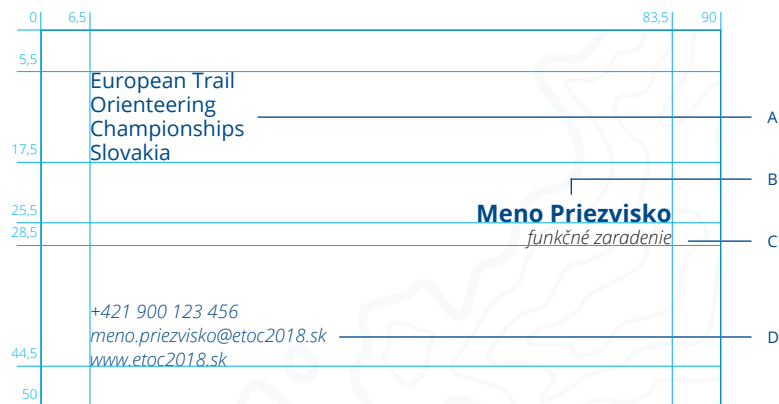 0 6,5 83,5 90
5,5
European Trail
Orienteering
Championships
A
Slovakia
17,5
B
Meno Priezvisko
25,5
funkčné zaradenie
28,5
C
+421 900 123 456
meno.priezvisko@etoc2018.sk
D
www.etoc2018.sk
44,5
50